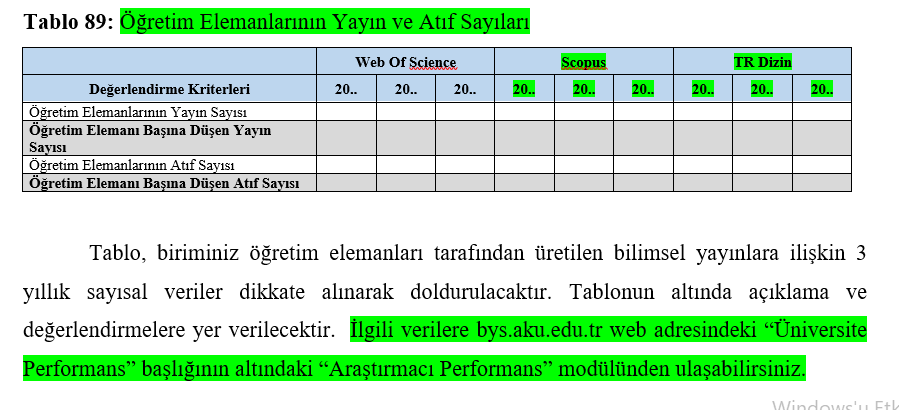 Tablo 89: Öğretim Elemanlarının Yayın ve Atıf Sayıları
Web Of Science Scopus TR Dizin
Değerlendirme Kriterleri 20.. 20.. 20.. 20.. 20.. 20.. 20.. 20.. 20..
Öğretim Elemanlarının Yayın Sayısı
Öğretim Elemanı Başına Düşen Yayın
Sayısı
Öğretim Elemanlarının Atıf Sayısı
Öğretim Elemanı Başına Düşen Atıf Sayısı
Tablo, biriminiz öğretim elemanları tarafından üretilen bilimsel yayınlara ilişkin 3
yıllık sayısal veriler dikkate alınarak doldurulacaktır. Tablonun altında açıklama ve
değerlendirmelere yer verilecektir. İlgili verilere bys.aku.edu.tr web adresindeki “Üniversite
Performans” başlığının altındaki “Araştırmacı Performans” modülünden ulaşabilirsiniz.
Windows'u Etk